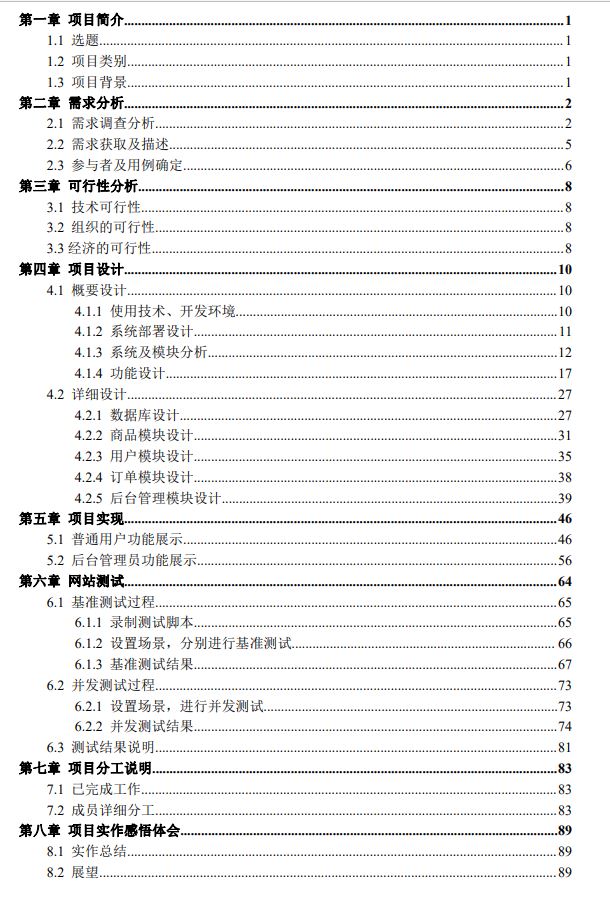 第一章 项目简介........1
1.1 选题........1
1.2 项目类别........1
1.3 项目背景........1
第二章 需求分析........2
2.1 需求调查分析........2
2.2 需求获取及描述........5
2.3 参与者及用例确定........6
第三章 可行性分析........8
3.1 技术可行性........8
3.2 组织的可行性........8
3.3 经济的可行性........8
第四章 项目设计........10
4.1 概要设计........10
4.1.1 使用技术、开发环境........10
4.1.2 系统部署设计........11
4.1.3 系统及模块分析........12
4.1.4 功能设计........17
4.2 详细设计........27
4.2.1 数据库设计........27
4.2.2 商品模块设计........31
4.2.3 用户模块设计........35
4.2.4 订单模块设计........38
4.2.5 后台管理模块设计........39
第五章 项目实现........46
5.1 普通用户功能展示........46
5.2 后台管理员功能展示........56
第六章 网站测试........64
6.1 基准测试过程........65
6.1.1 录制测试脚本........65
6.1.2 设置场景，分别进行基准测试........66
6.1.3 基准测试结果........67
6.2 并发测试过程........73
6.2.1 设置场景，进行并发测试........73
6.2.2 并发测试结果........74
6.3 测试结果说明........81
第七章 项目分工说明........83
7.1 已完成工作........83
7.2 成员详细分工........83
第八章 项目实作感悟体会........89
8.1 实作总结........89
8.2 展望........89